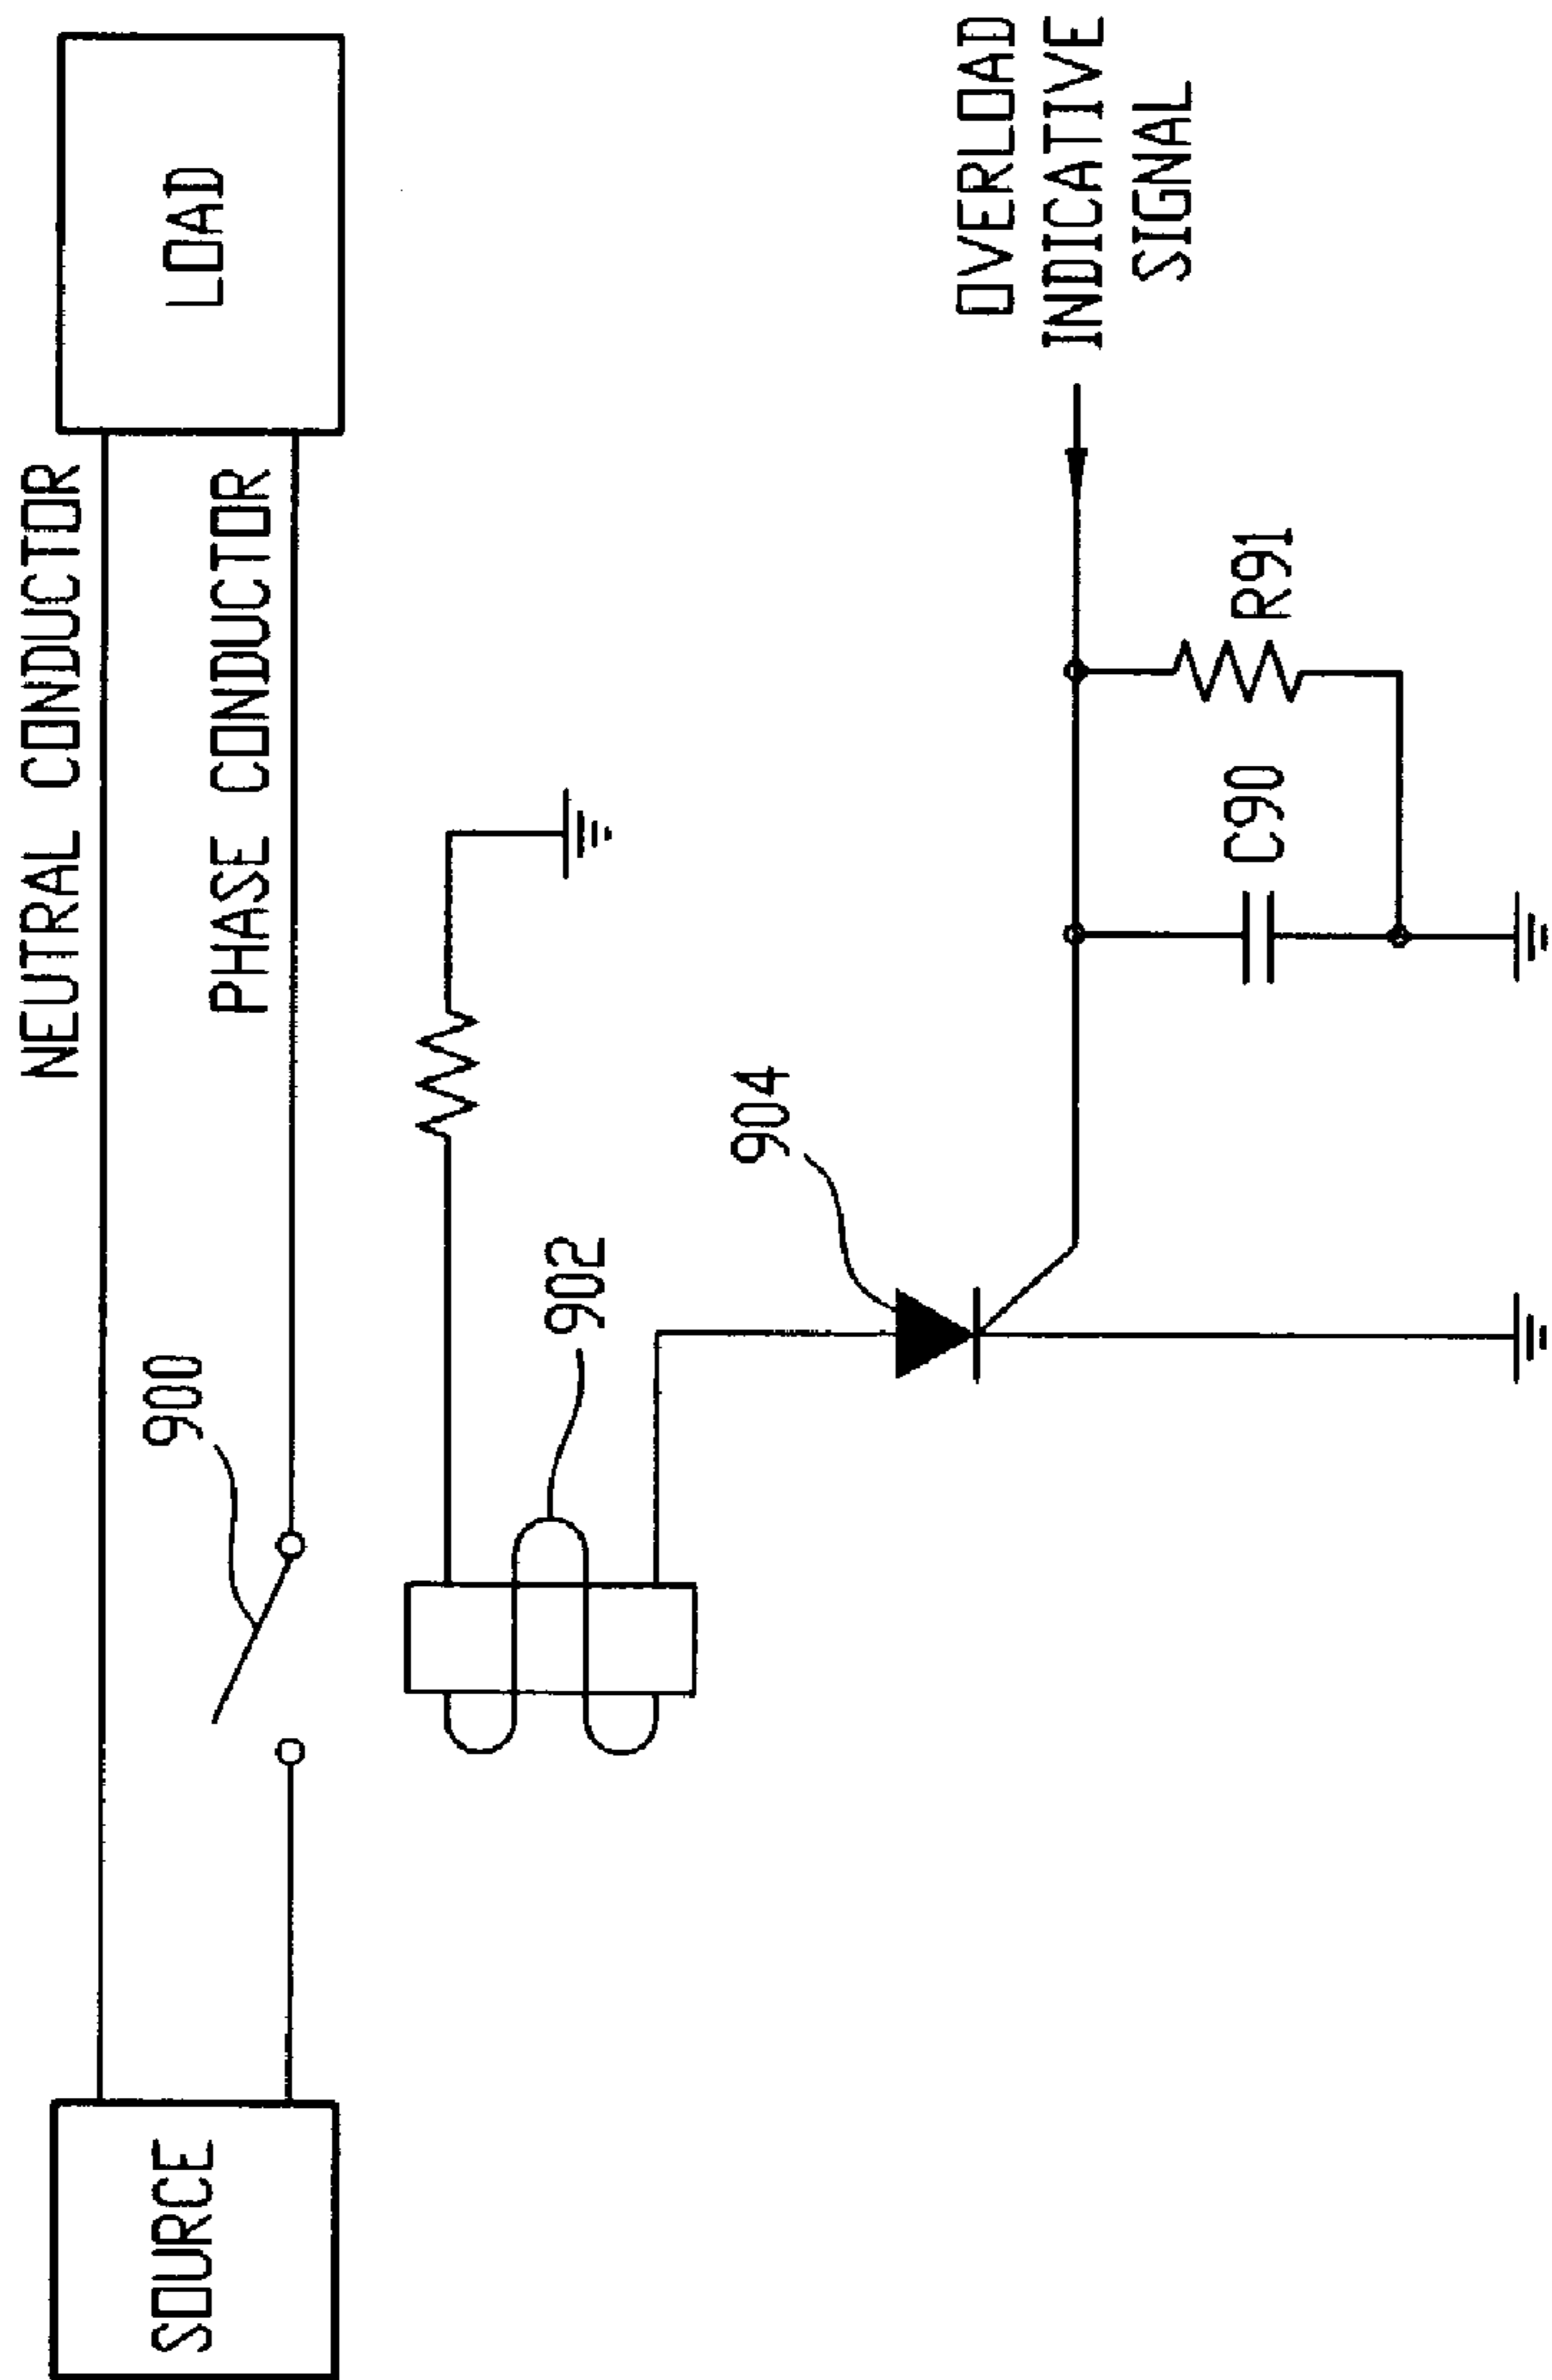 NEUTRAL CONDUCTOR
LOAD
SOURCE
PHASE CONDUCTOR
900
902
904
OVERLOAD
INDICATIVE
SIGNAL
C90
R91